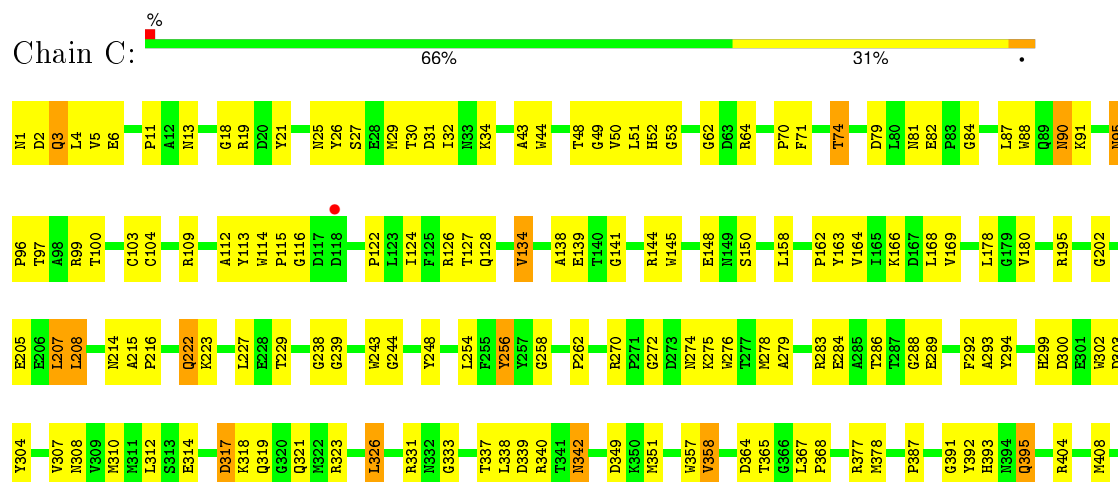 %
Chain C:
66% 31% •
N1 D2 Q3 L4 V5 E6 P11 A12 N13 G18 R19 D20 Y21 N25 Y26 S27 E28 M29 T30 D31 I32 N33 K34 A43 W44 T48 G49 V50 L51 H52 G53 G62 D63 R64 P70 F71 T74 D79 L80 N81 E82 P83 G84 L87 W88 Q89 N90 K91 N95
P96 T97 A98 R99 T100 C103 C104 R109 A112 Y113 W114 P115 G116 D117 D118 P122 L123 I124 F125 R126 T127 Q128 V134 A138 E139 T140 G141 R144 W145 E148 N149 S150 L158 P162 Y163 V164 I165 K166 D167 L168 V169 L178 G179 V180 R195 G202
E205 E206 L207 L208 N214 A215 P216 Q222 K223 L227 E228 T229 G238 G239 W243 G244 Y248 L254 F255 Y256 Y257 G258 P262 R270 P271 G272 D273 N274 K275 W276 T277 M278 A279 R283 E284 A285 T286 T287 G288 E289 F292 A293 Y294 H299 D300 E301 W302
Y304 V307 N308 V309 M310 M311 L312 S313 E314 D317 K318 Q319 G320 Q321 M322 R323 L326 R331 N332 G333 T337 L338 D339 R340 T341 N342 D349 K350 M351 W357 V358 D364 T365 G366 L367 P368 R377 M378 P387 G391 Y392 H393 N394 Q395 R404 M408